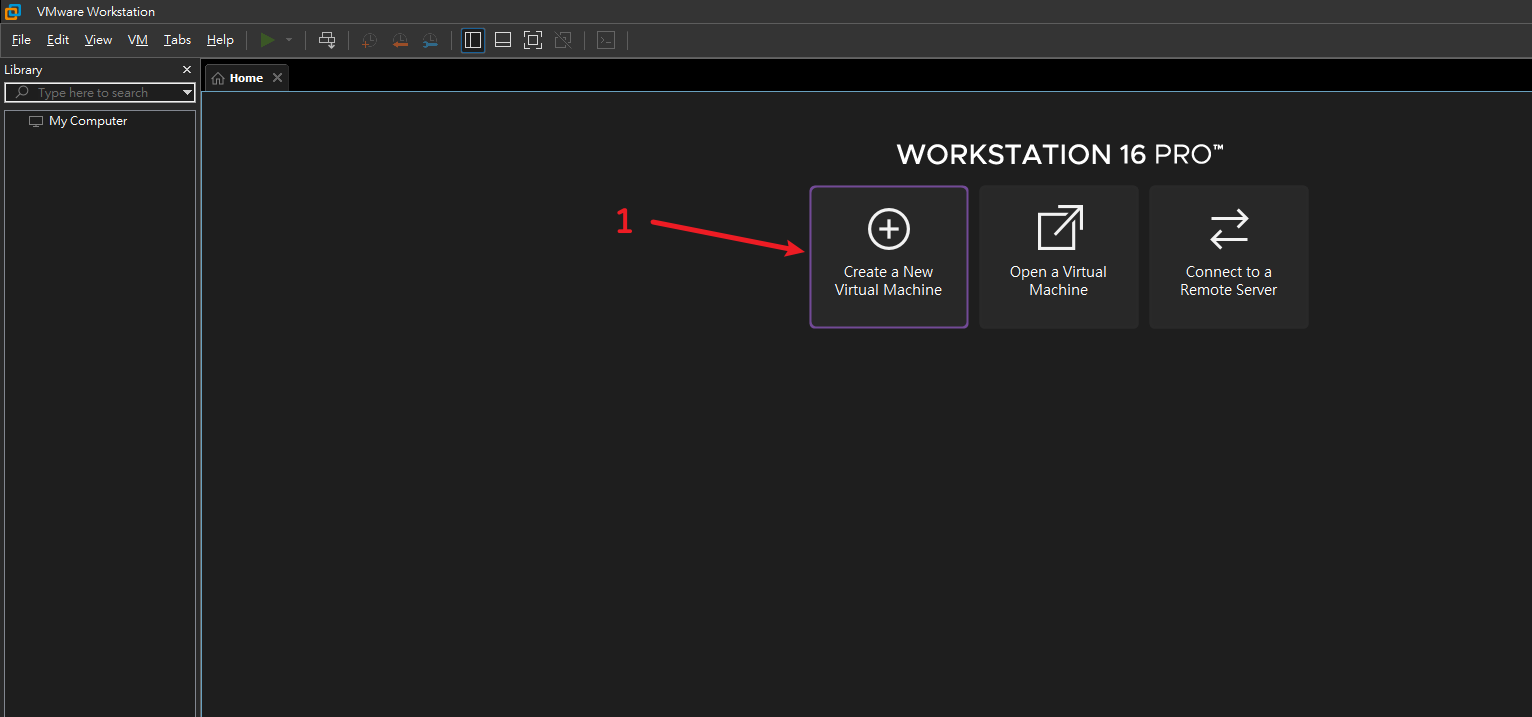 VMware Workstation
File Edit View VM Tabs Help
Library
Type here to search
My Computer
Home
WORKSTATION 16 PRO™
1
Create a New
Virtual Machine
Open a Virtual
Machine
Connect to a
Remote Server